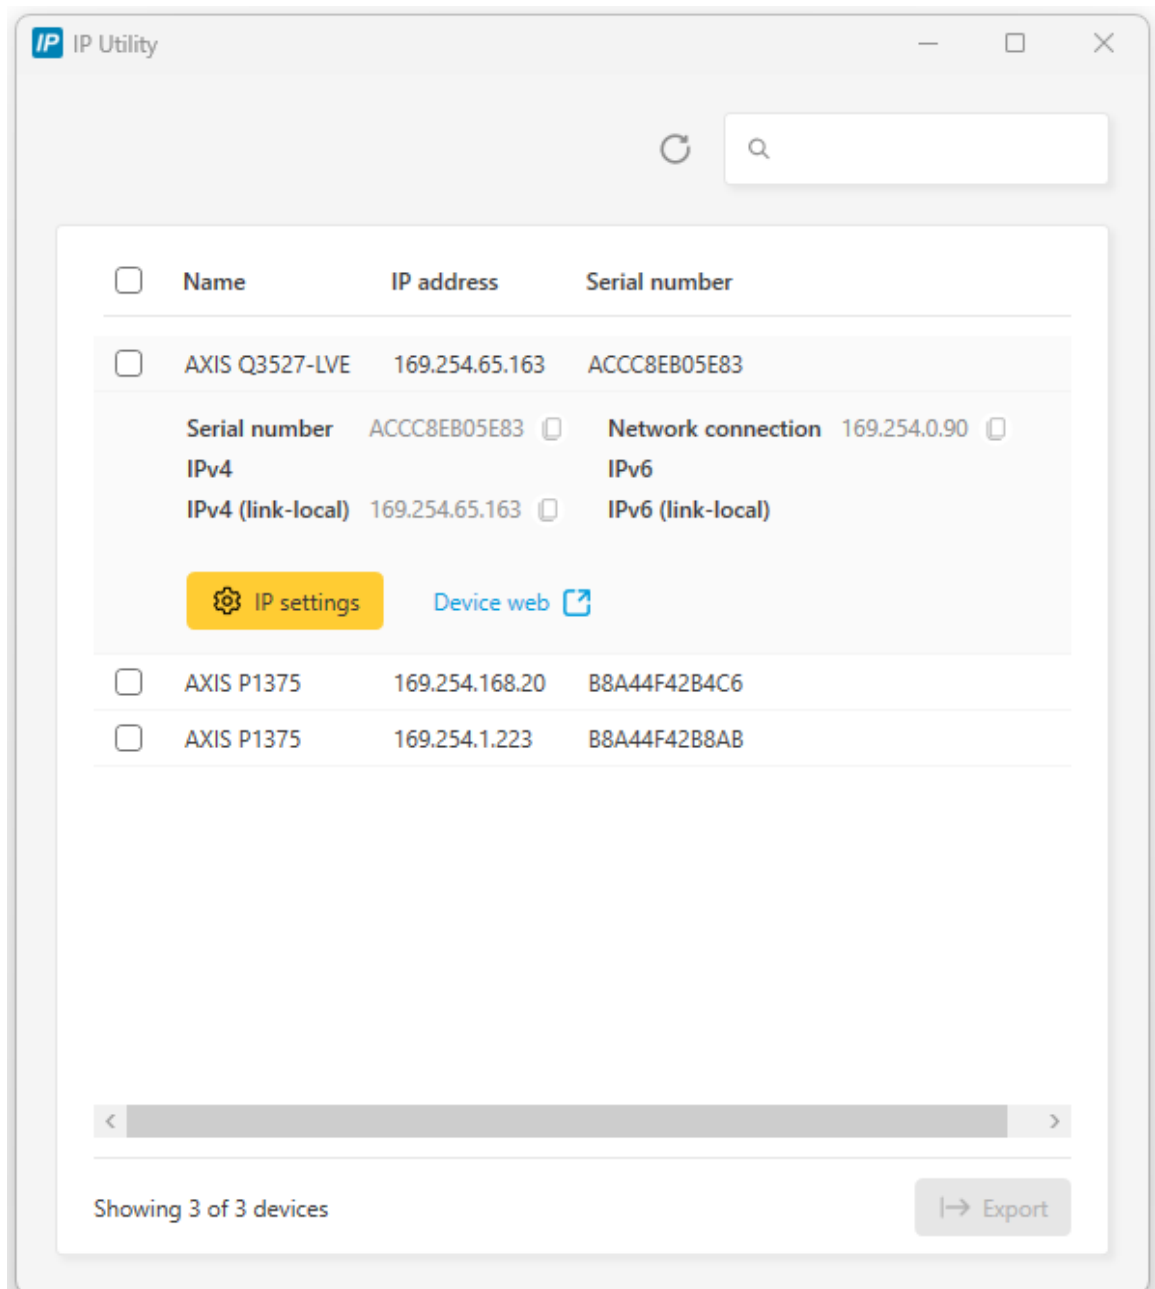 IP IP Utility
Name IP address Serial number
AXIS Q3527-LVE 169.254.65.163 ACCC8EB05E83
Serial number ACCC8EB05E83 Network connection 169.254.0.90
IPv4 IPv6
IPv4 (link-local) 169.254.65.163 IPv6 (link-local)
IP settings Device web
AXIS P1375 169.254.168.20 B8A44F42B4C6
AXIS P1375 169.254.1.223 B8A44F42B8AB
Showing 3 of 3 devices Export